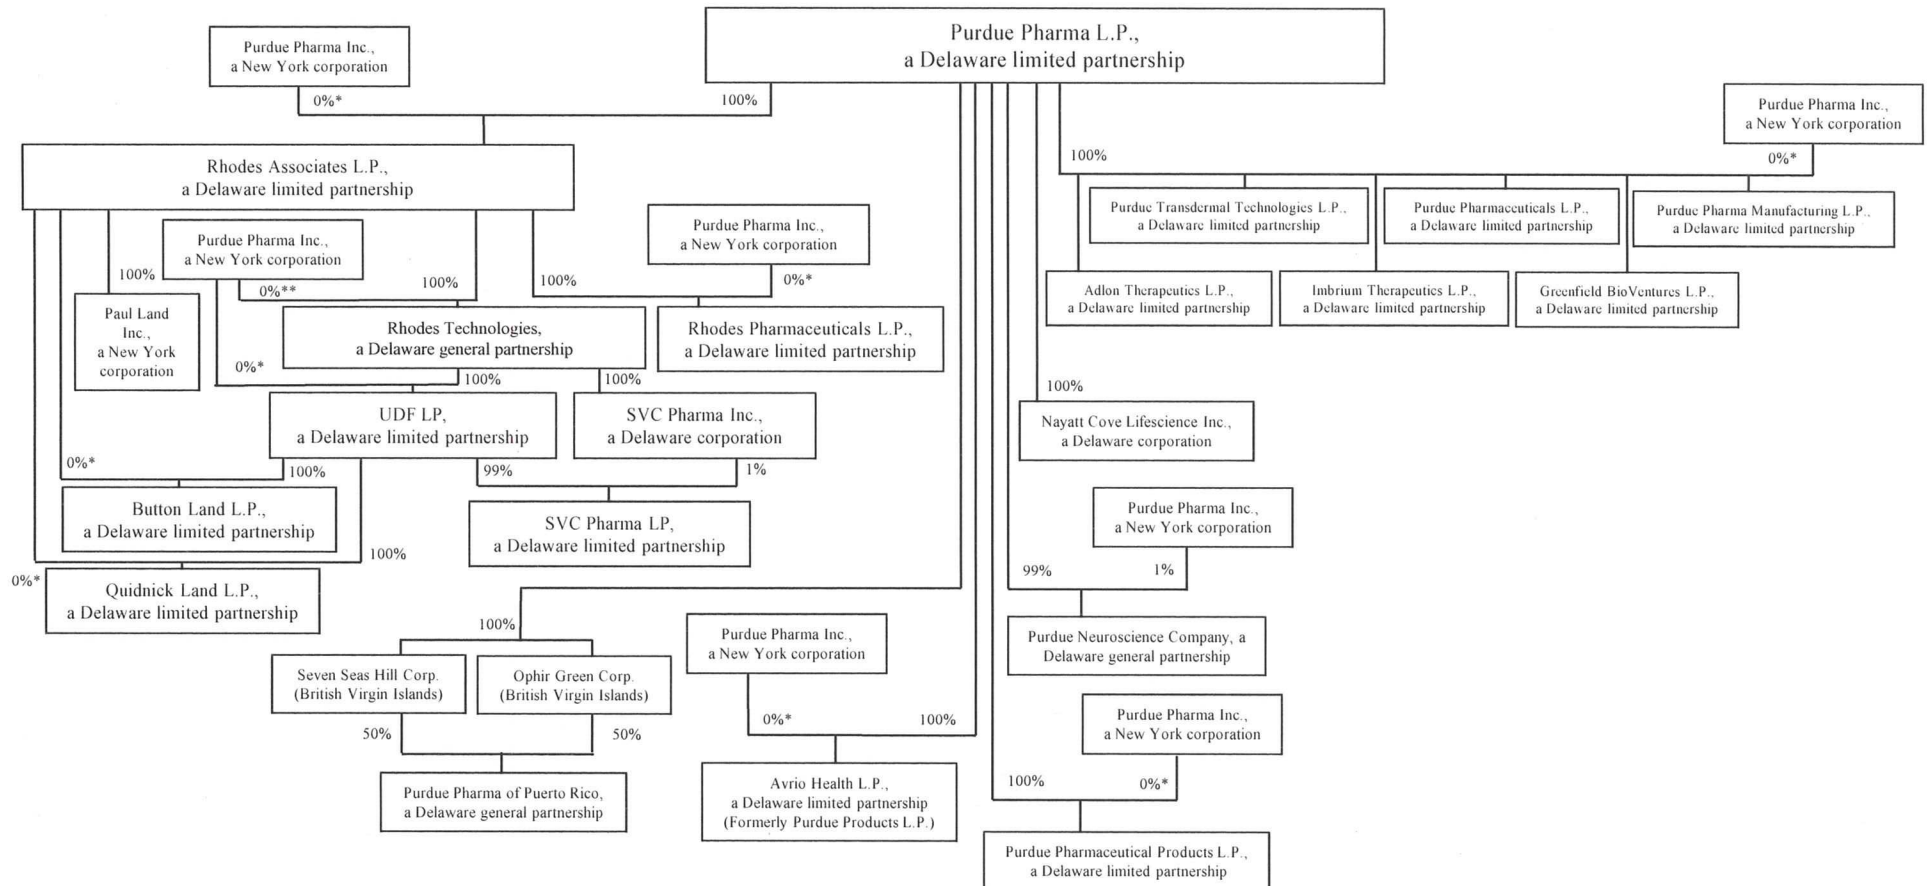 Purdue Pharma L.P.,
a Delaware limited partnership
Purdue Pharma Inc.,
a New York corporation
0%*
100%
Purdue Pharma Inc.,
a New York corporation
100%
0%*
Rhodes Associates L.P.,
a Delaware limited partnership
Purdue Transdermal Technologies L.P.,
a Delaware limited partnership
Purdue Pharmaceuticals L.P.,
a Delaware limited partnership
Purdue Pharma Manufacturing L.P.,
a Delaware limited partnership
Adlon Therapeutics L.P.,
a Delaware limited partnership
Imbrium Therapeutics L.P.,
a Delaware limited partnership
Greenfield BioVentures L.P.,
a Delaware limited partnership
Purdue Pharma Inc.,
a New York corporation
Purdue Pharma Inc.,
a New York corporation
100%
0%**
100%
100%
0%*
Paul Land
Inc.,
a New York
corporation
Rhodes Technologies,
a Delaware general partnership
Rhodes Pharmaceuticals L.P.,
a Delaware limited partnership
0%*
100%
100%
UDF LP,
a Delaware limited partnership
SVC Pharma Inc.,
a Delaware corporation
100%
Nayatt Cove Lifescience Inc.,
a Delaware corporation
0%*
100%
99%
1%
Button Land L.P.,
a Delaware limited partnership
SVC Pharma LP,
a Delaware limited partnership
Purdue Pharma Inc.,
a New York corporation
100%
0%*
Quidnick Land L.P.,
a Delaware limited partnership
99%
1%
Purdue Neuroscience Company, a
Delaware general partnership
100%
Seven Seas Hill Corp.
(British Virgin Islands)
Ophir Green Corp.
(British Virgin Islands)
50%
50%
Purdue Pharma of Puerto Rico,
a Delaware general partnership
Purdue Pharma Inc.,
a New York corporation
0%*
100%
Avrio Health L.P.,
a Delaware limited partnership
(Formerly Purdue Products L.P.)
Purdue Pharma Inc.,
a New York corporation
100%
0%*
Purdue Pharmaceutical Products L.P.,
a Delaware limited partnership